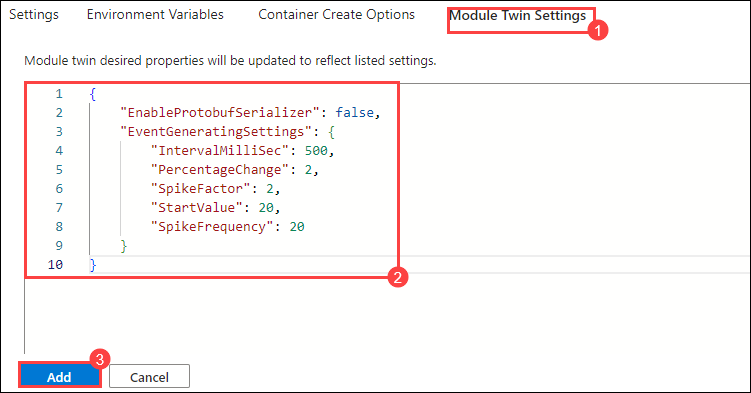 Settings Environment Variables Container Create Options Module Twin Settings
1
Module twin desired properties will be updated to reflect listed settings.
1 {
2 "EnableProtobufSerializer": false,
3 "EventGeneratingSettings": {
4 "IntervalMilliSec": 500,
5 "PercentageChange": 2,
6 "SpikeFactor": 2,
7 "StartValue": 20,
8 "SpikeFrequency": 20
9 }
10 }
2
3
Add Cancel